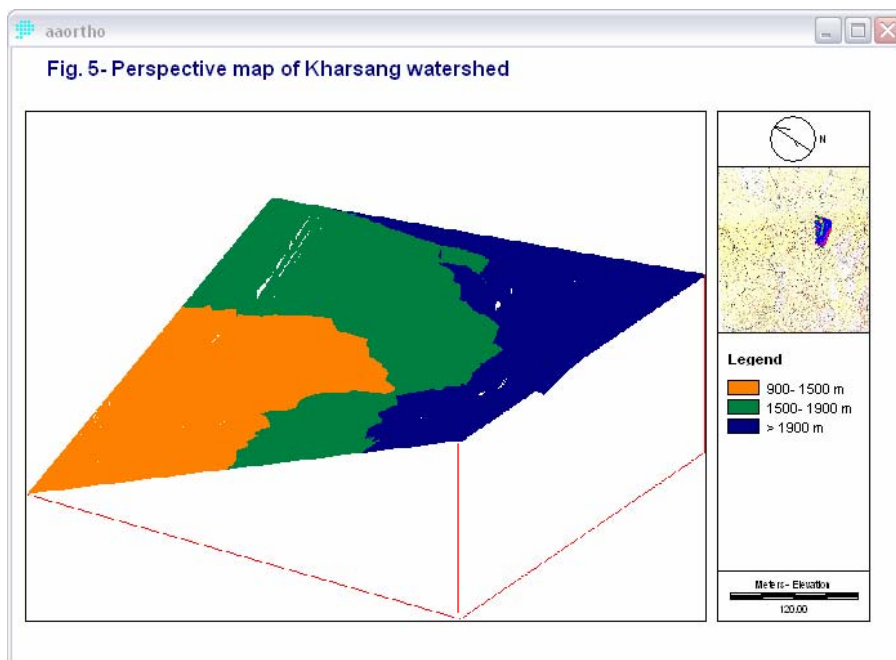 aaortho
Fig. 5- Perspective map of Kharsang watershed
N
Legend
900- 1500 m
1500- 1900 m
> 1900 m
Meters - Elevation
120.00